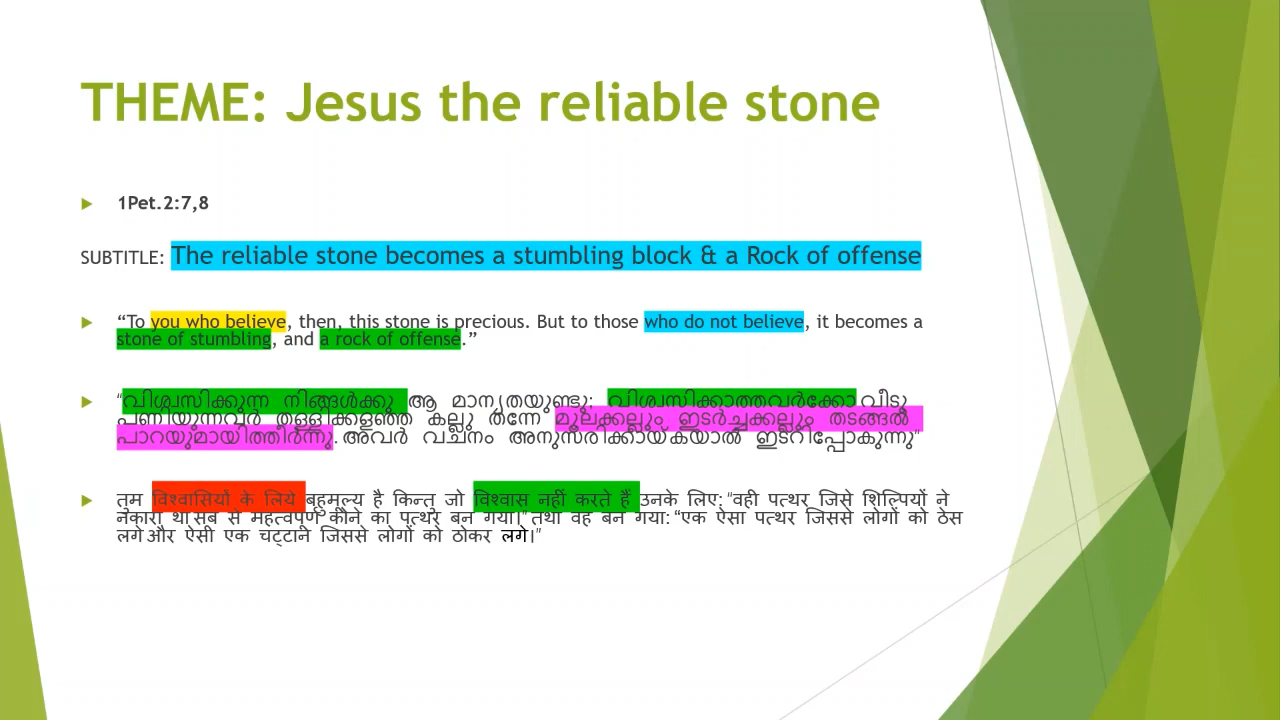 THEME: Jesus the reliable stone
1Pet.2:7,8
SUBTITLE: The reliable stone becomes a stumbling block & a Rock of offense
“To you who believe, then, this stone is precious. But to those who do not believe, it becomes a
stone of stumbling, and a rock of offense.”
“വിശ്വസിക്കുന്ന നിങ്ങൾക്കു ആ മാന്യതയുണ്ടു; വിശ്വസിക്കാത്തവർക്കോ വീടു
പണിയുന്നവർ തള്ളിക്കളഞ്ഞ കല്ലു തന്നേ മൂലക്കല്ലും, ഇടർച്ചക്കല്ലും തടങ്ങൽ
പാറയുമായിത്തീർന്നു. അവർ വചനം അനുസരിക്കായ്കയാൽ ഇടറിപ്പോകുന്നു”
तुम विश्वासियों के लिये बहुमूल्य है किन्तु जो विश्वास नहीं करते हैं उनके लिए: “वही पत्थर जिसे शिल्पियों ने
नकारा था सब से महत्वपूर्ण कोने का पत्थर बन गया।” तथा वह बन गया: “एक ऐसा पत्थर जिससे लोगों को ठेस
लगे और ऐसी एक चट्टान जिससे लोगों को ठोकर लगे।”